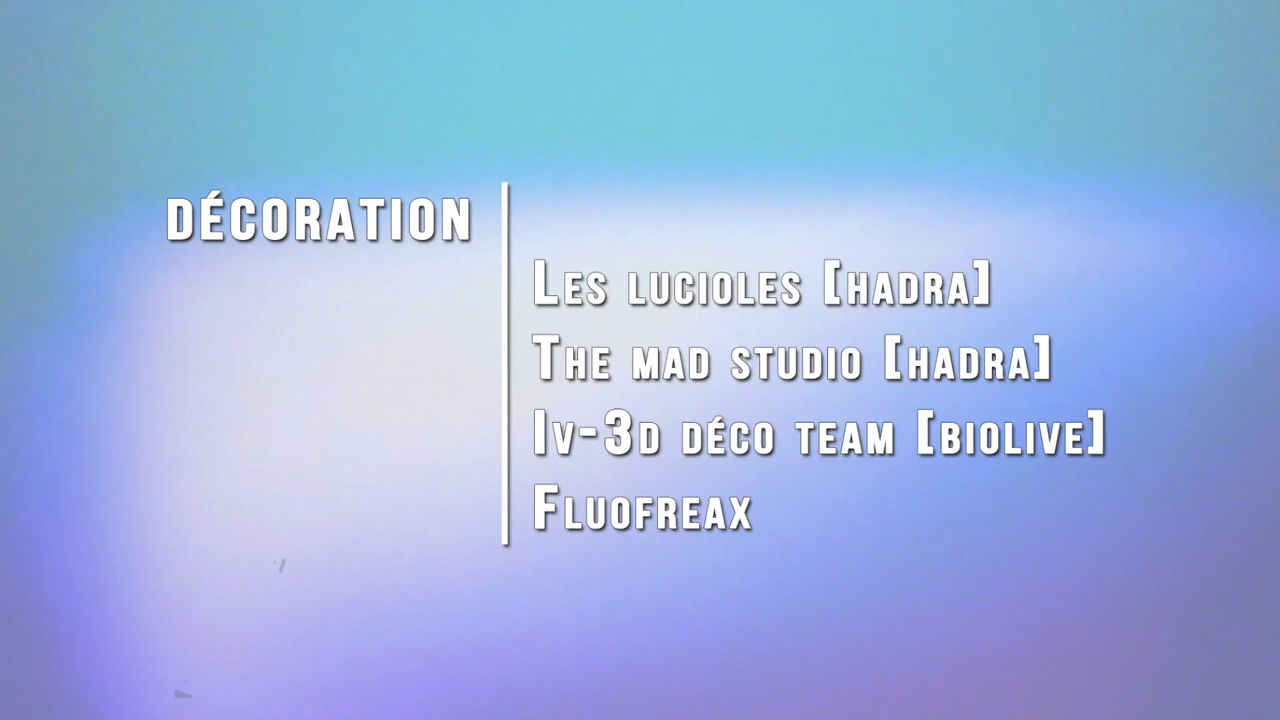 DÉCORATION
Les lucioles [hadra]
The mad studio [hadra]
Iv-3d déco team [biolive]
Fluofreax